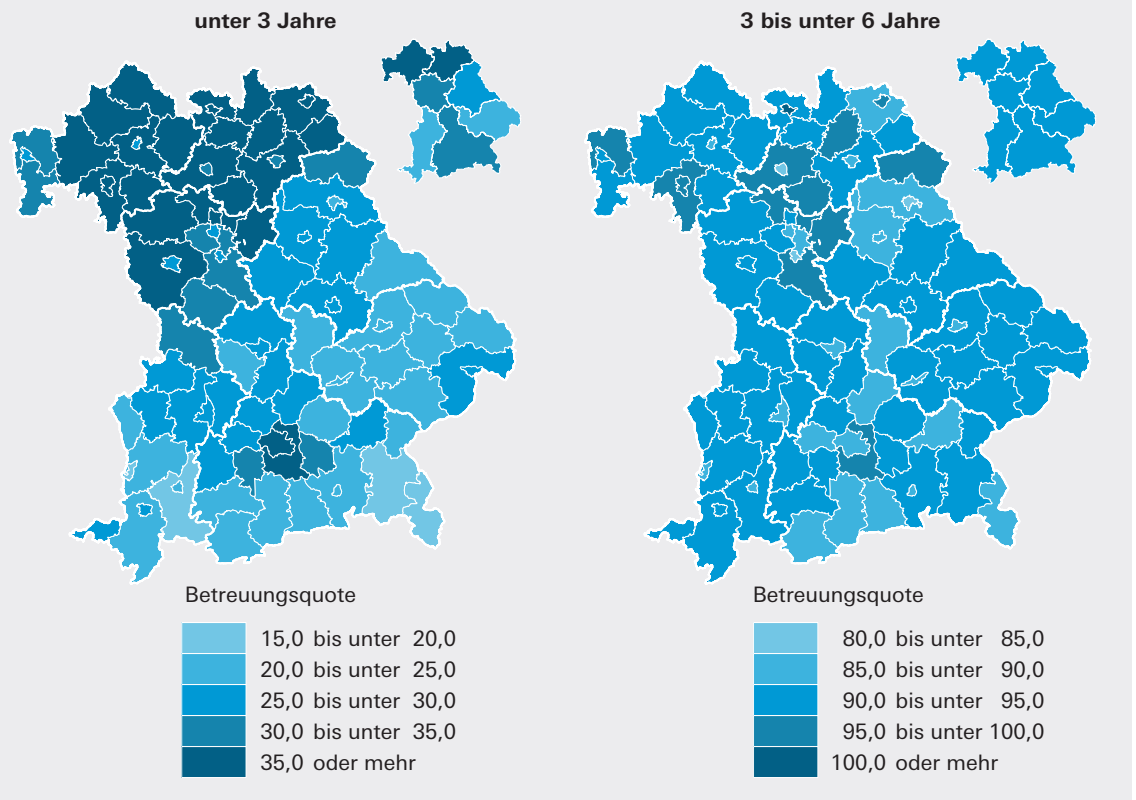 unter 3 Jahre
3 bis unter 6 Jahre
Betreuungsquote
15,0 bis unter 20,0
20,0 bis unter 25,0
25,0 bis unter 30,0
30,0 bis unter 35,0
35,0 oder mehr
Betreuungsquote
80,0 bis unter 85,0
85,0 bis unter 90,0
90,0 bis unter 95,0
95,0 bis unter 100,0
100,0 oder mehr